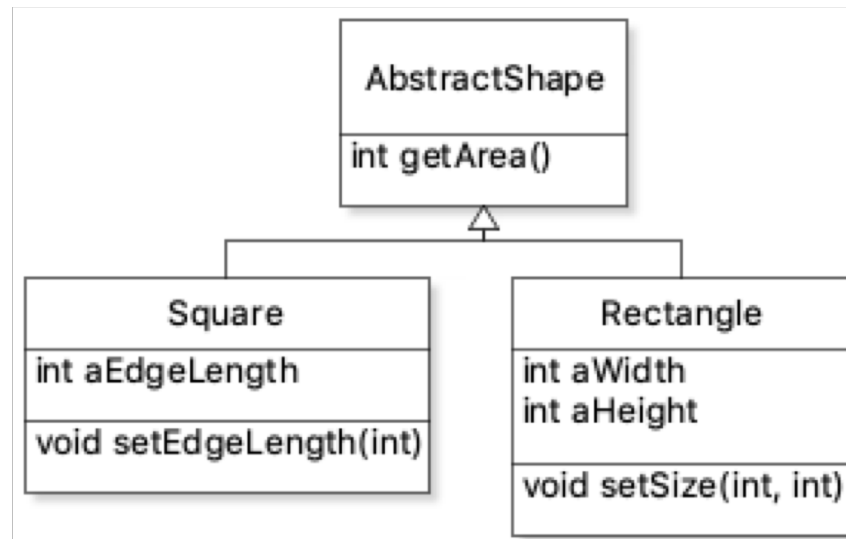 AbstractShape
int getArea()
Square
int aEdgeLength
void setEdgeLength(int)
Rectangle
int aWidth
int aHeight
void setSize(int, int)